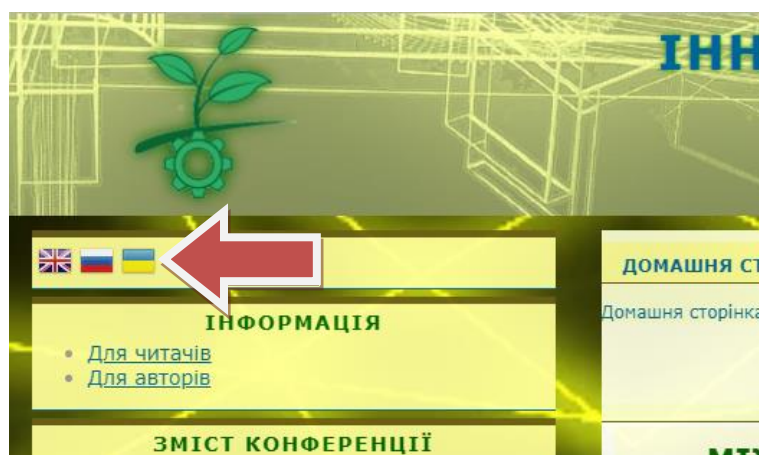 ІНН
ДОМАШНЯ СТ
Домашня сторінка
ІНФОРМАЦІЯ
Для читачів
Для авторів
ЗМІСТ КОНФЕРЕНЦІЇ